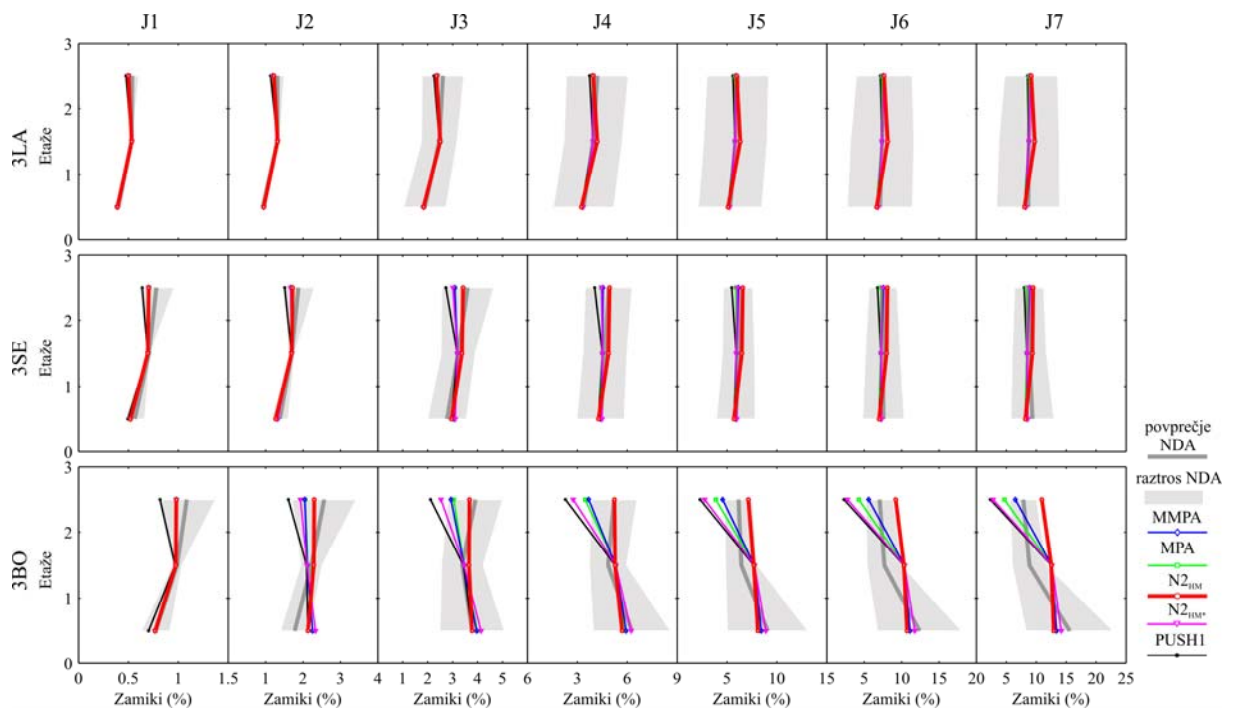 J1 J2 J3 J4 J5 J6 J7
3LA
Etaže
3
2
1
0
3SE
Etaže
3
2
1
0
3BO
Etaže
3
2
1
0
0 0.5 1 1.5 1 2 3 4 1 2 3 4 5 6 3 6 9 5 10 15 5 10 15 20 5 10 15 20 25
Zamiki (%) Zamiki (%) Zamiki (%) Zamiki (%) Zamiki (%) Zamiki (%) Zamiki (%)
povprečje
NDA
raztros NDA
MMPA
MPA
N2HM
N2HM*
PUSH1